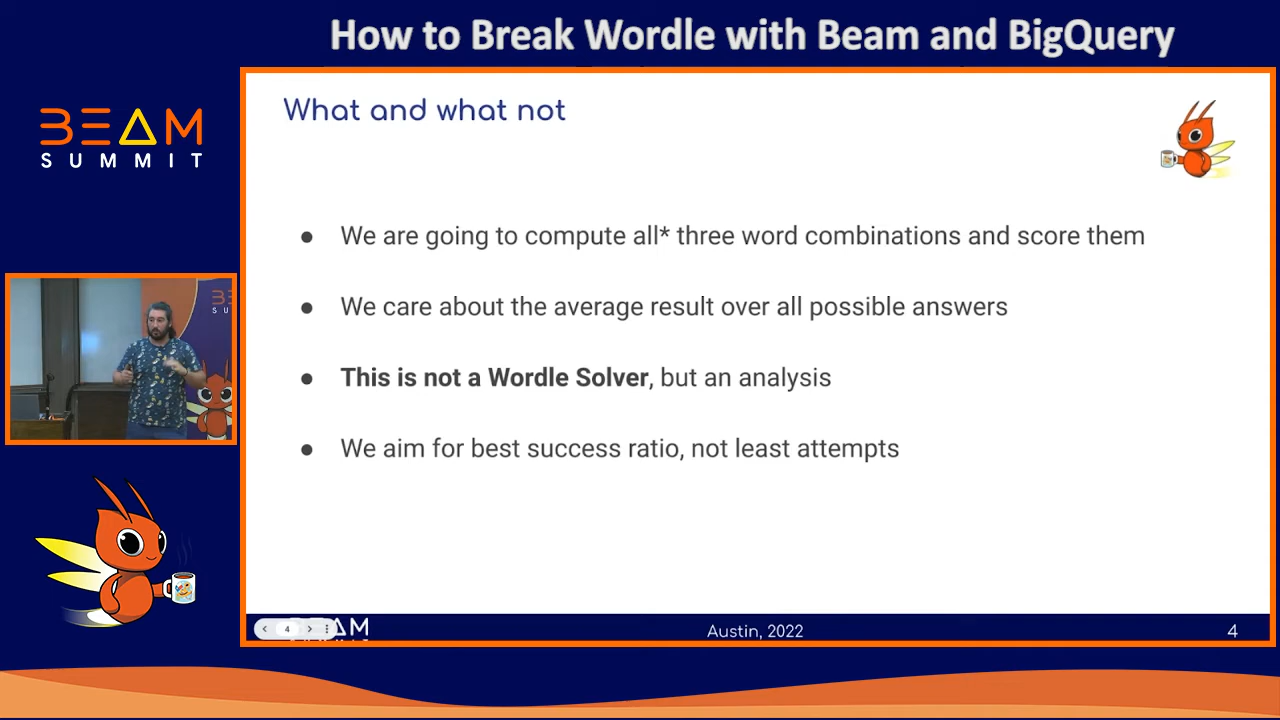 How to Break Wordle with Beam and BigQuery
BEAM
SUMMIT
What and what not
● We are going to compute all* three word combinations and score them
● We care about the average result over all possible answers
● This is not a Wordle Solver, but an analysis
● We aim for best success ratio, not least attempts
4
Austin, 2022
4